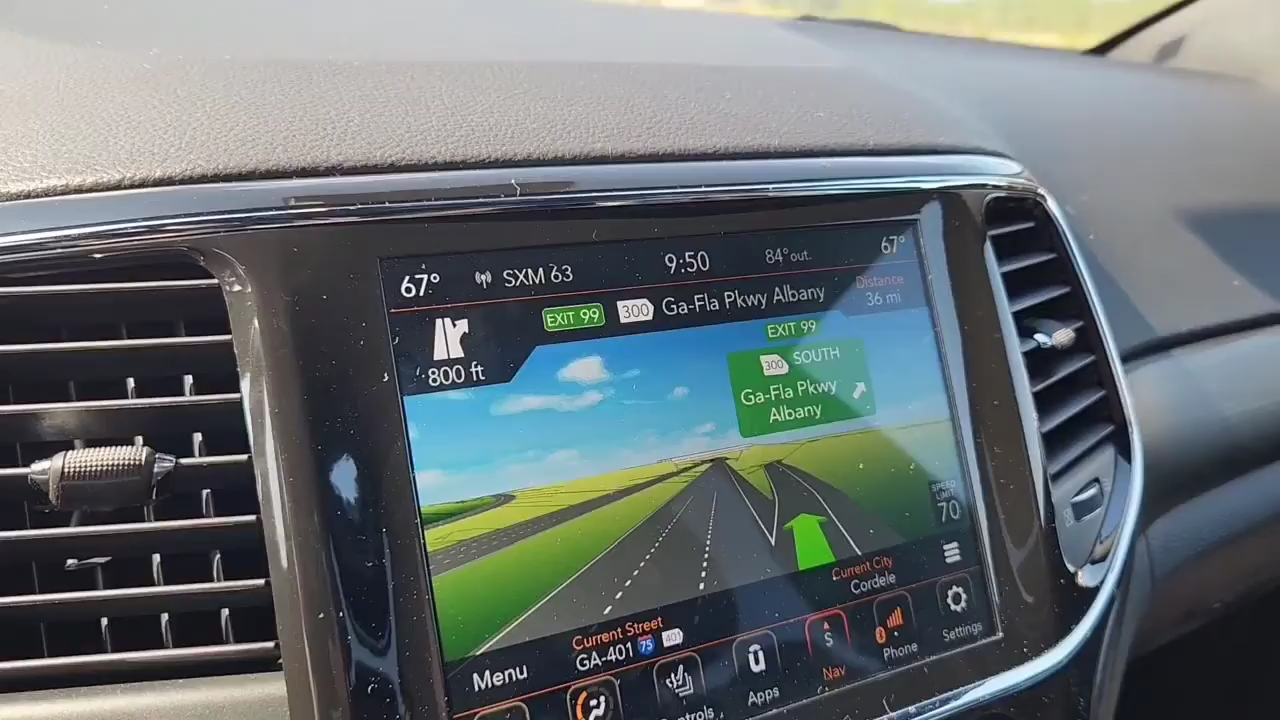 67° SXM 63 9:50 84° out. 67°
EXIT 99 300 Ga-Fla Pkwy Albany
Distance
36 mi
800 ft
EXIT 99
300 SOUTH
Ga-Fla Pkwy
Albany
SPEED
LIMIT
70
Current City
Cordele
Current Street
GA-401 75 401
Menu
Apps
Nav
Phone
Settings